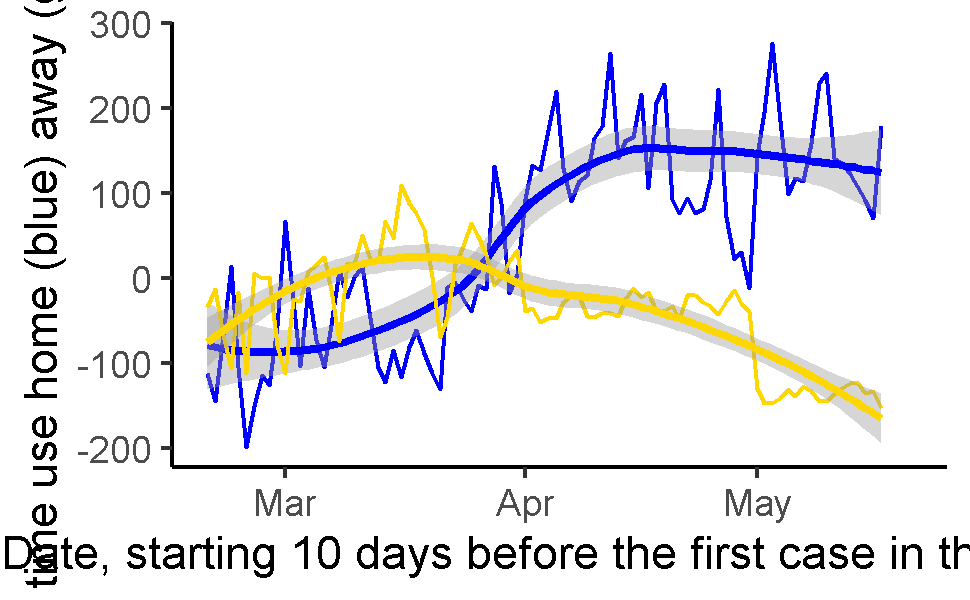 time use home (blue) away (
300
200
100
0
-100
-200
Mar Apr May
Date, starting 10 days before the first case in th